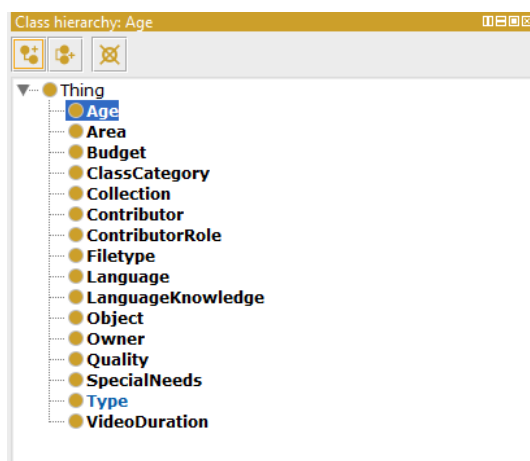 Class hierarchy: Age
Thing
Age
Area
Budget
ClassCategory
Collection
Contributor
ContributorRole
Filetype
Language
LanguageKnowledge
Object
Owner
Quality
SpecialNeeds
Type
VideoDuration